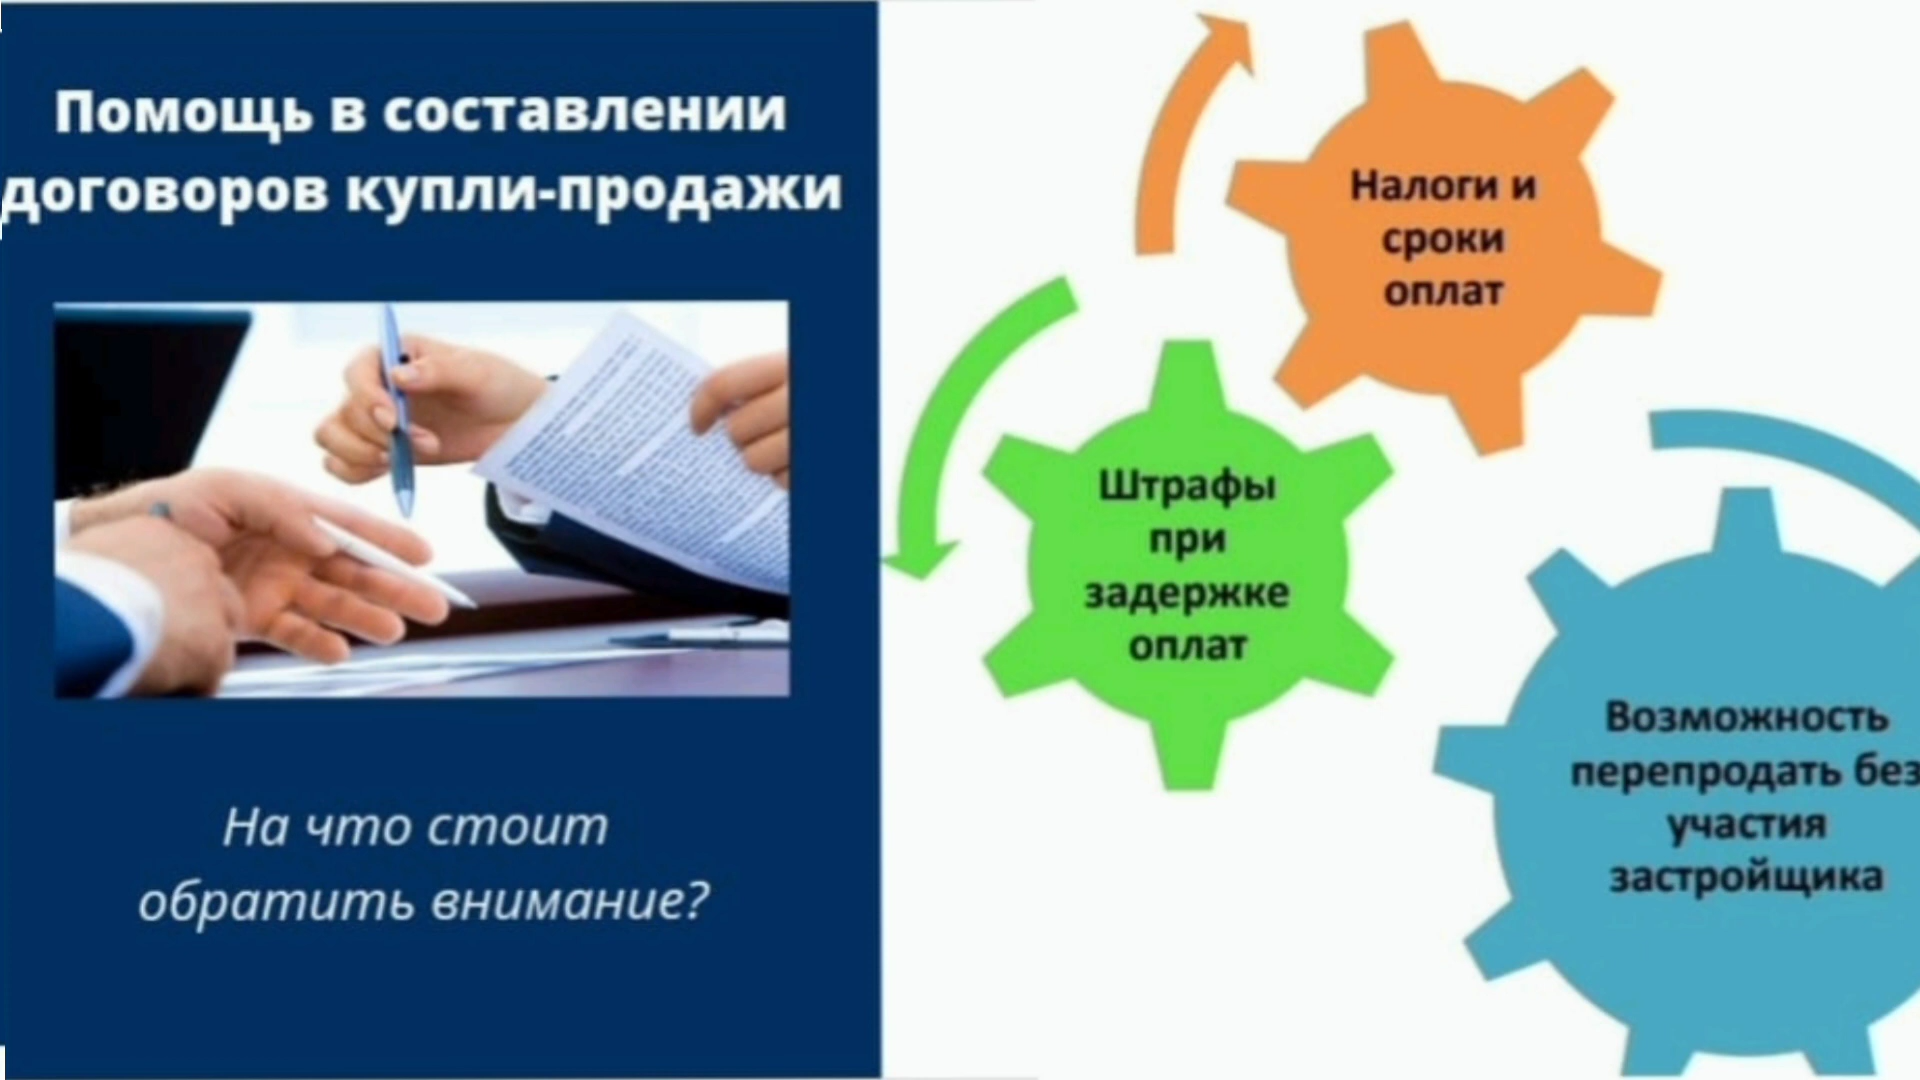 Помощь в составлении
договоров купли-продажи
На что стоит
обратить внимание?
Налоги и
сроки
оплат
Штрафы
при
задержке
оплат
Возможность
перепродать без
участия
застройщика